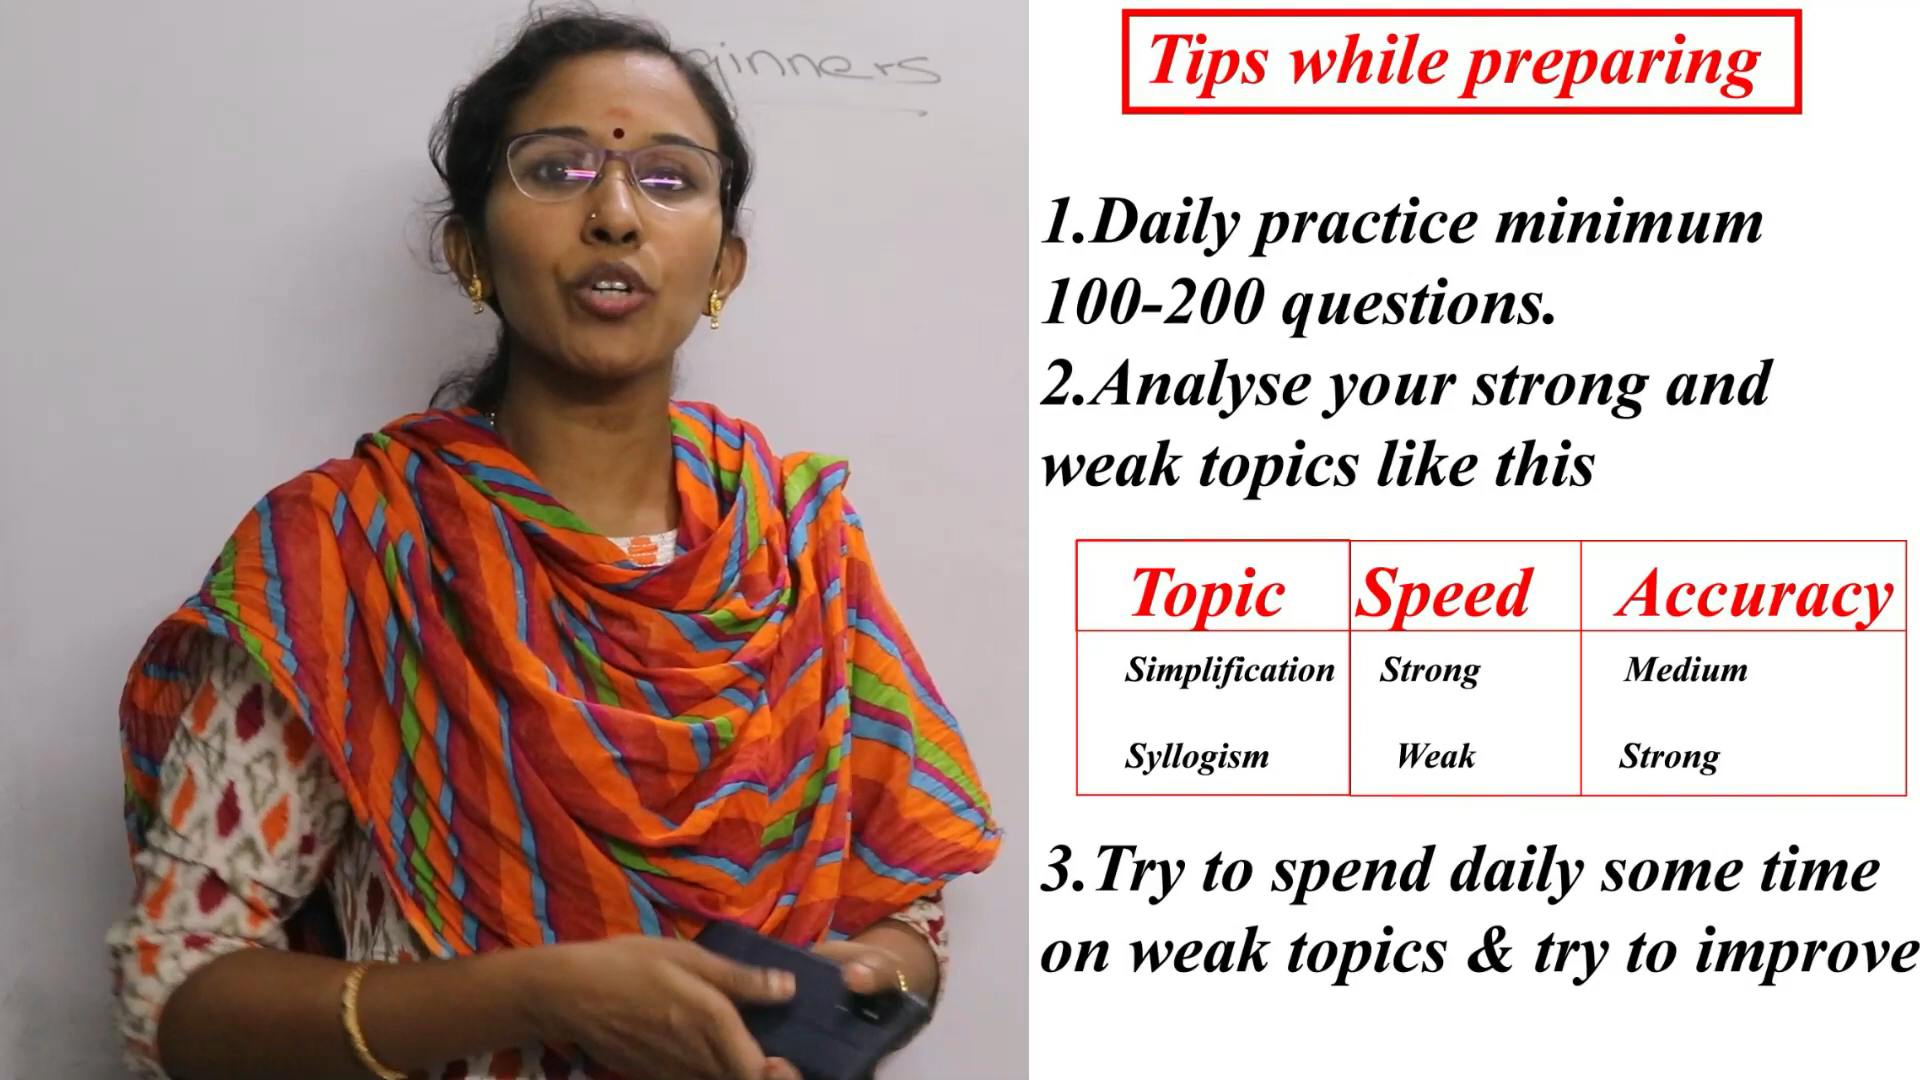 Tips while preparing
1.Daily practice minimum
100-200 questions.
2.Analyse your strong and
weak topics like this
Topic Speed Accuracy
Simplification Strong Medium
Syllogism Weak Strong
3.Try to spend daily some time
on weak topics & try to improve